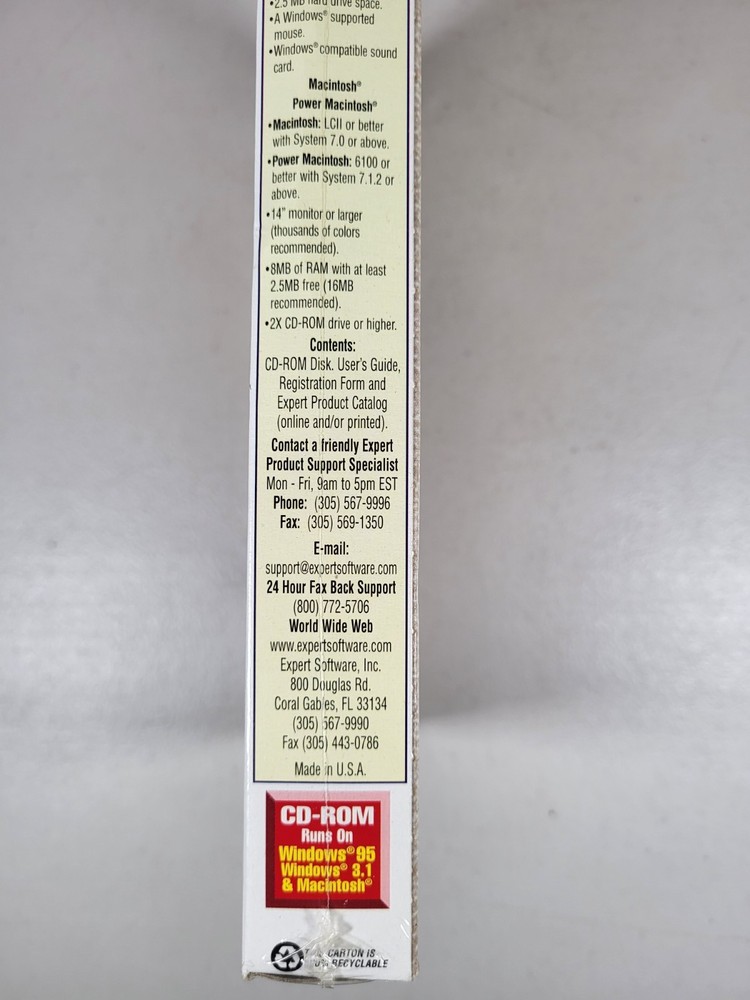 •2.5 MB hard drive space.
•A Windows® supported
mouse.
•Windows® compatible sound
card.
Macintosh®
Power Macintosh®
•Macintosh: LCII or better
with System 7.0 or above.
•Power Macintosh: 6100 or
better with System 7.1.2 or
above.
•14" monitor or larger
(thousands of colors
recommended).
•8MB of RAM with at least
2.5MB free (16MB
recommended).
•2X CD-ROM drive or higher.
Contents:
CD-ROM Disk. User's Guide,
Registration Form and
Expert Product Catalog
(online and/or printed).
Contact a friendly Expert
Product Support Specialist
Mon - Fri, 9am to 5pm EST
Phone: (305) 567-9996
Fax: (305) 569-1350
E-mail:
support@expertsoftware.com
24 Hour Fax Back Support
(800) 772-5706
World Wide Web
www.expertsoftware.com
Expert Software, Inc.
800 Douglas Rd.
Coral Gables, FL 33134
(305) 567-9990
Fax (305) 443-0786
Made in U.S.A.
CD-ROM
Runs On
Windows® 95
Windows® 3.1
& Macintosh®
CARTON IS
RECYCLABLE